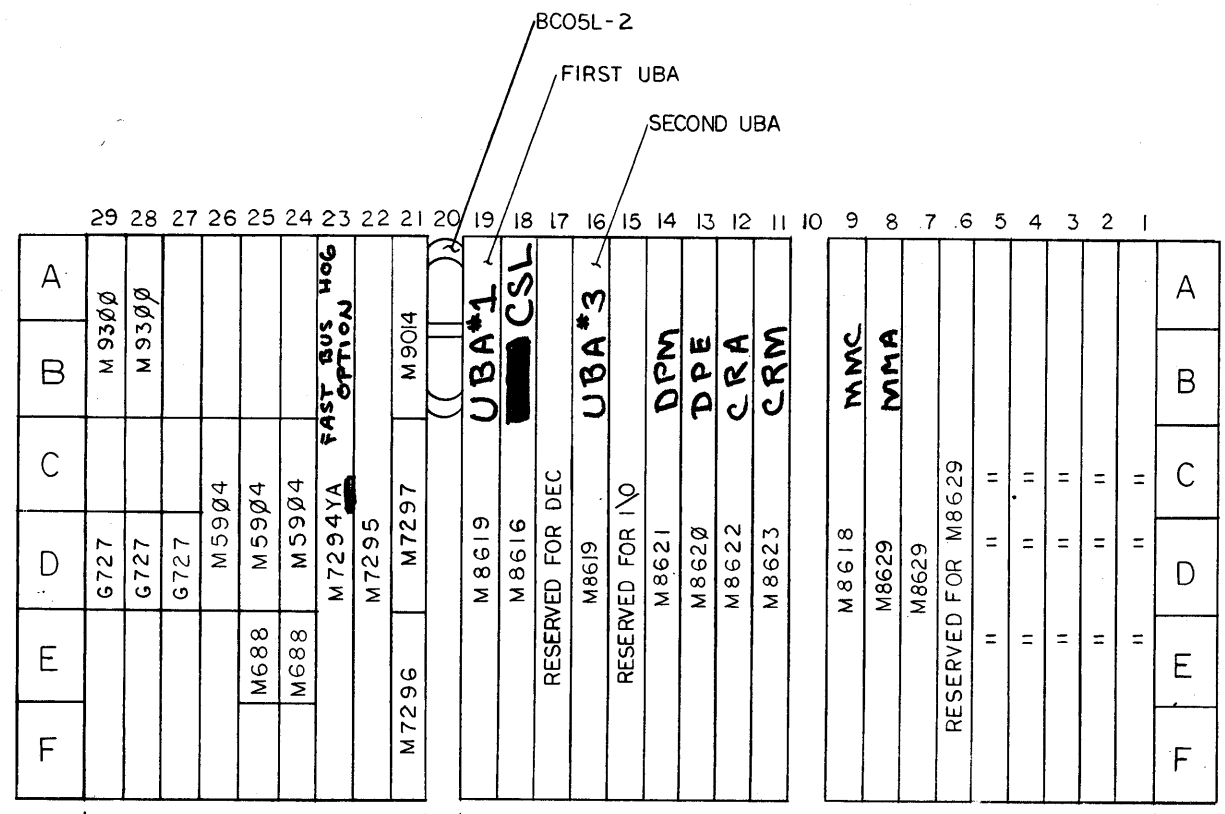 BC05L-2
FIRST UBA
SECOND UBA
29 28 27 26 25 24 23 22 21 20 19 18 17 16 15 14 13 12 11 10 9 8 7 6 5 4 3 2 1
A
B
C
D
E
F
M93ØØ
G727
M93ØØ
G727
G727
M59Ø4
M59Ø4
M688
M59Ø4
M688
FAST BUS HOG
OPTION
M7294YA
M7295
M9014
M7297
M7296
UBA#1
M8619
CSL
M8616
RESERVED FOR DEC
UBA#3
M8619
RESERVED FOR I\O
DPM
M8621
DPE
M862Ø
CRA
M8622
CRM
M8623
MMC
M8618
MMA
M8629
M8629
RESERVED FOR M8629
" " "
" " "
" " "
" " "
" " "
A
B
C
D
E
F